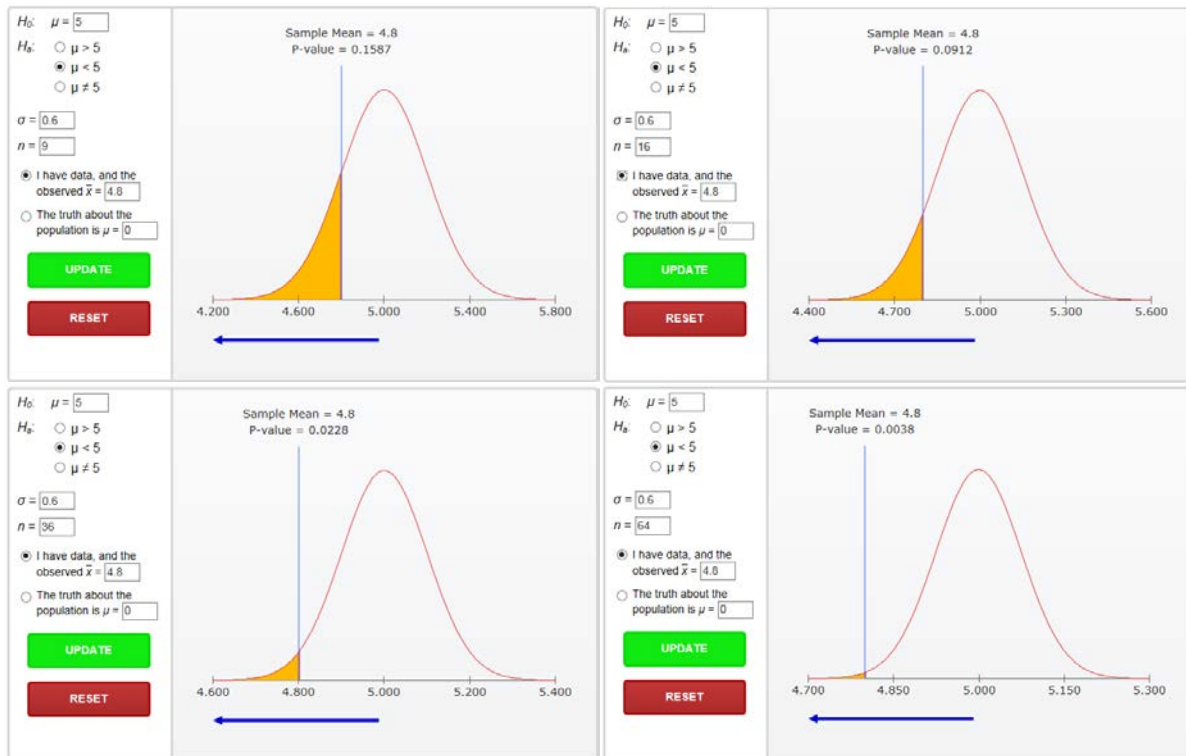 H₀: μ = 5
Hₐ: μ > 5
μ < 5
μ ≠ 5
σ = 0.6
n = 9
I have data, and the
observed x̅ = 4.8
The truth about the
population is μ = 0
UPDATE
RESET
Sample Mean = 4.8
P-value = 0.1587
4.200 4.600 5.000 5.400 5.800
H₀: μ = 5
Hₐ: μ > 5
μ < 5
μ ≠ 5
σ = 0.6
n = 16
I have data, and the
observed x̅ = 4.8
The truth about the
population is μ = 0
UPDATE
RESET
Sample Mean = 4.8
P-value = 0.0912
4.400 4.700 5.000 5.300 5.600
H₀: μ = 5
Hₐ: μ > 5
μ < 5
μ ≠ 5
σ = 0.6
n = 36
I have data, and the
observed x̅ = 4.8
The truth about the
population is μ = 0
UPDATE
RESET
Sample Mean = 4.8
P-value = 0.0228
4.600 4.800 5.000 5.200 5.400
H₀: μ = 5
Hₐ: μ > 5
μ < 5
μ ≠ 5
σ = 0.6
n = 64
I have data, and the
observed x̅ = 4.8
The truth about the
population is μ = 0
UPDATE
RESET
Sample Mean = 4.8
P-value = 0.0038
4.700 4.850 5.000 5.150 5.300